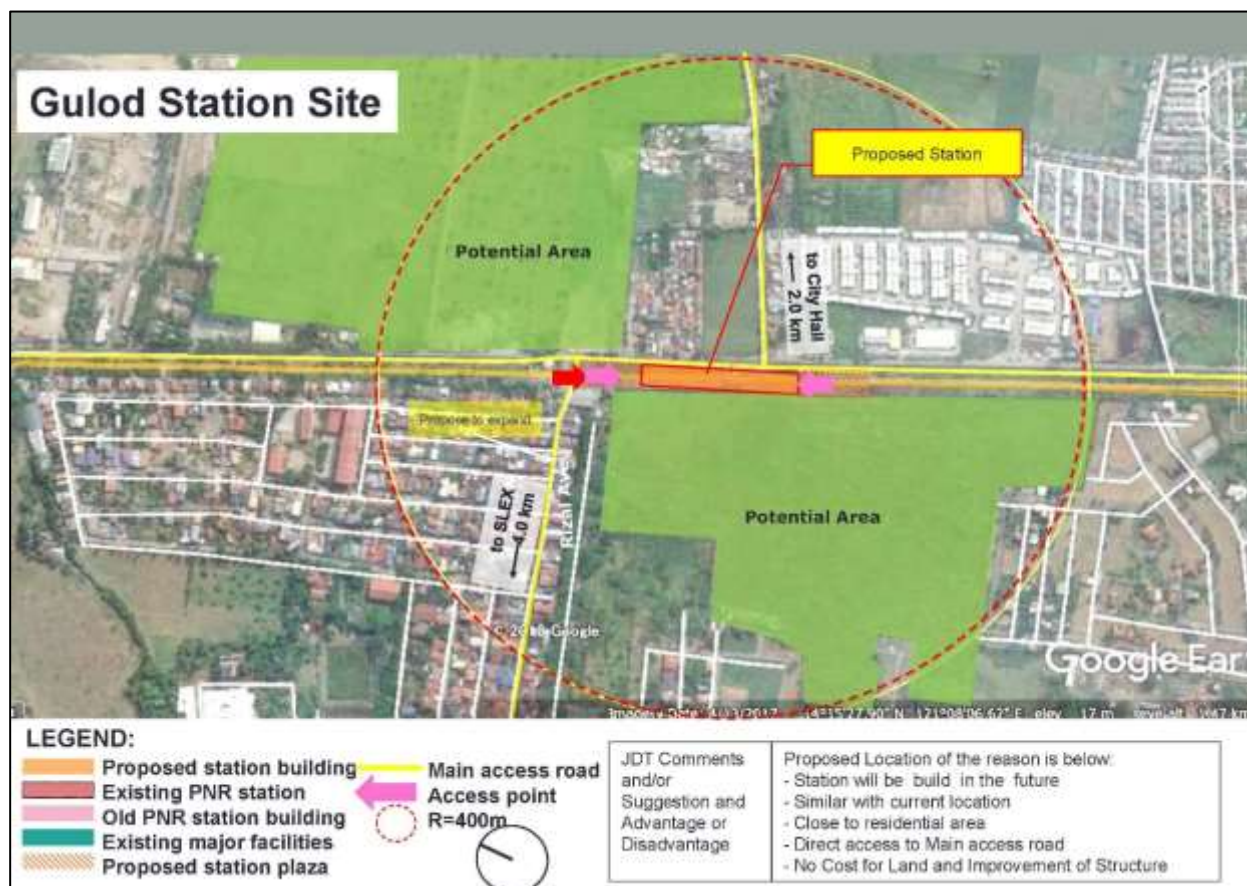 Gulod Station Site
Proposed Station
Potential Area
to City Hall
2.0 km
Propose to expand
to SLEX
4.0 km
Rizal Ave.
Potential Area
Google
Google Ear
LEGEND:
Proposed station building
Existing PNR station
Old PNR station building
Existing major facilities
Proposed station plaza
Main access road
Access point
R=400m
JDT Comments
and/or
Suggestion and
Advantage or
Disadvantage
Proposed Location of the reason is below:
- Station will be build in the future
- Similar with current location
- Close to residential area
- Direct access to Main access road
- No Cost for Land and Improvement of Structure